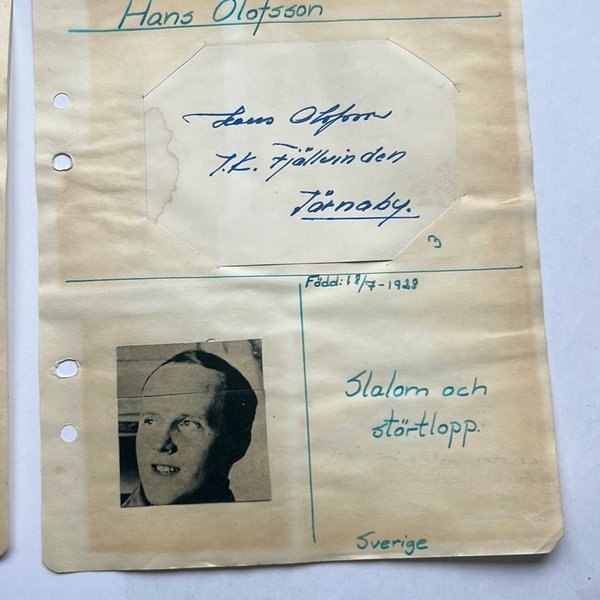 Hans Olofsson
Hans Olofsson
I.K. Fjällvinden
Tärnaby.
3
Född: 18/7-1928
Slalom och
störtlopp.
Sverige